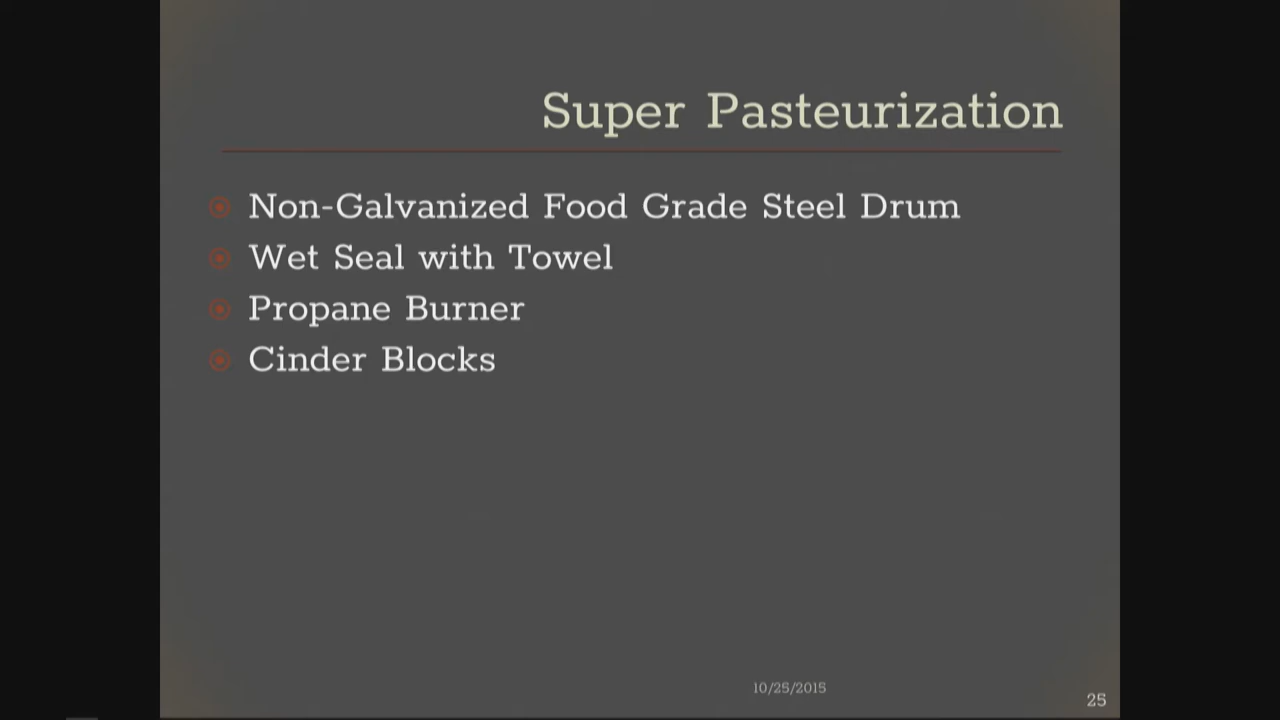 Super Pasteurization
Non-Galvanized Food Grade Steel Drum
Wet Seal with Towel
Propane Burner
Cinder Blocks
10/25/2015
25